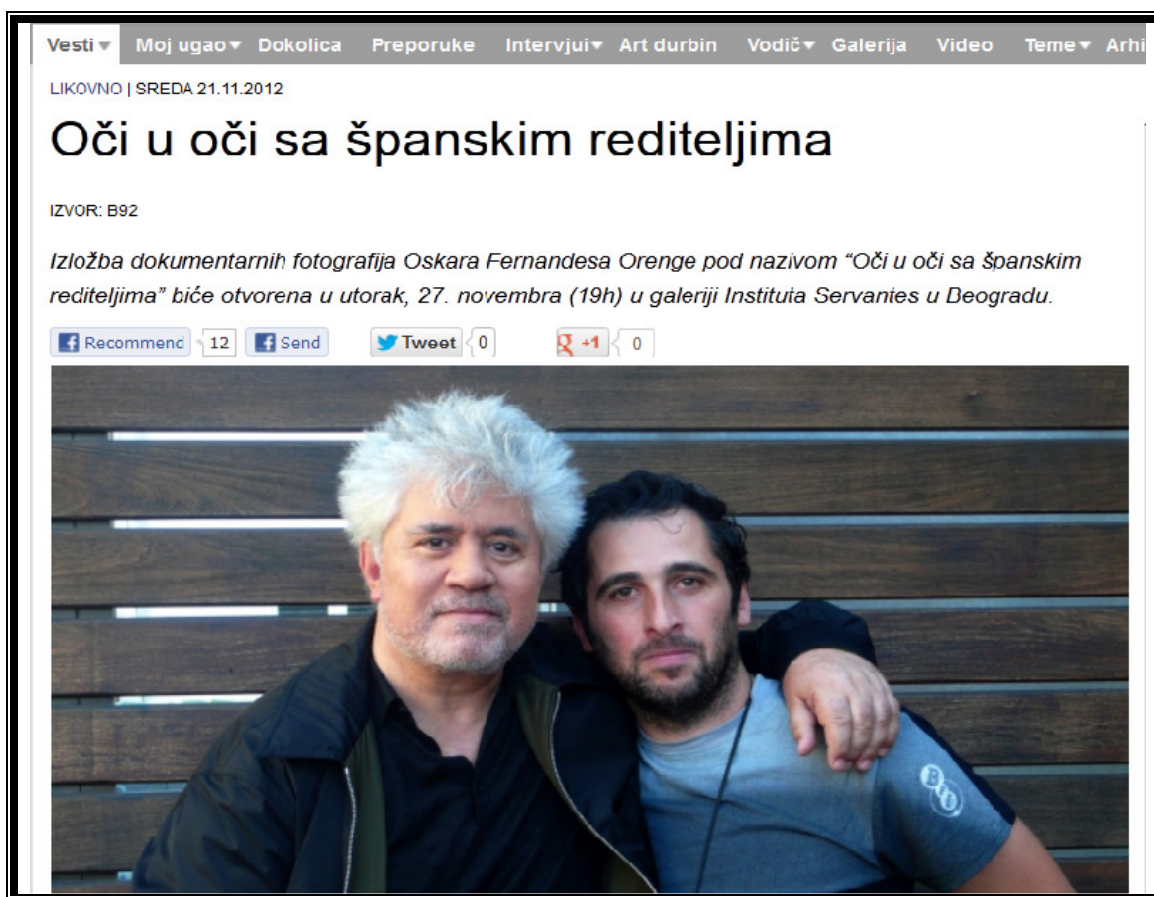 Vesti Moj ugao Dokolica Preporuke Intervjui Art durbin Vodič Galerija Video Teme Arhi
LIKOVNO | SREDA 21.11.2012
Oči u oči sa španskim rediteljima
IZVOR: B92
Izložba dokumentarnih fotografija Oskara Fernandesa Orenge pod nazivom “Oči u oči sa španskim
rediteljima” biće otvorena u utorak, 27. novembra (19h) u galeriji Instituta Servantes u Beogradu.
Recommend 12 Send Tweet 0 +1 0